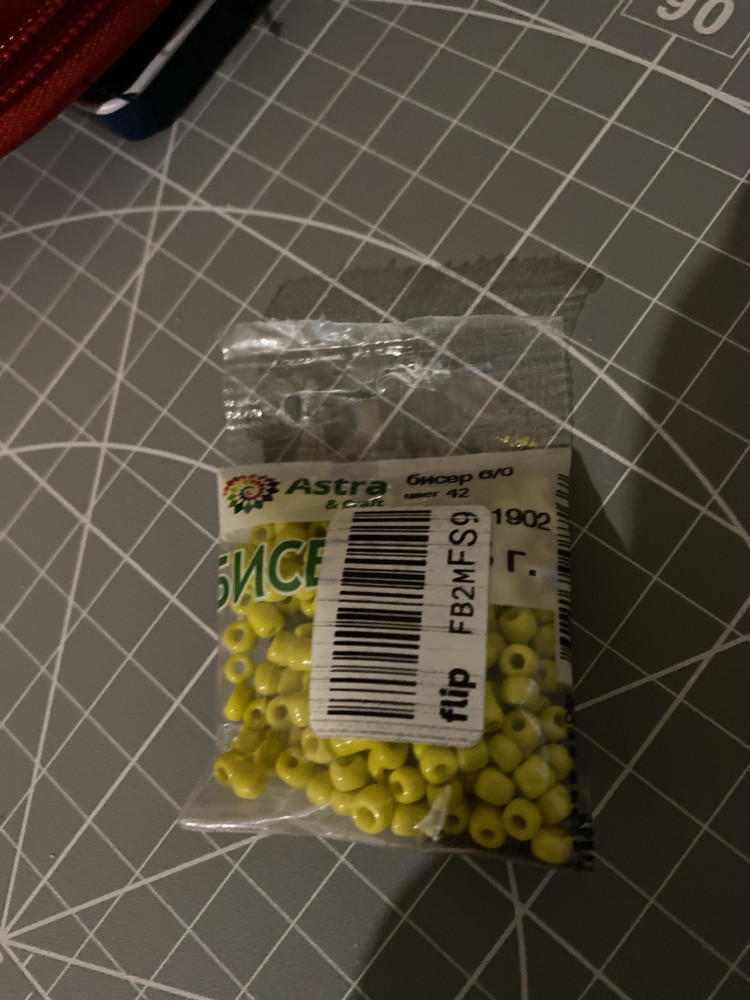 90
Astra
& Craft
бисер 6/0
цвет 42
1902
БИСЕ
г.
FB2MFS9
flip